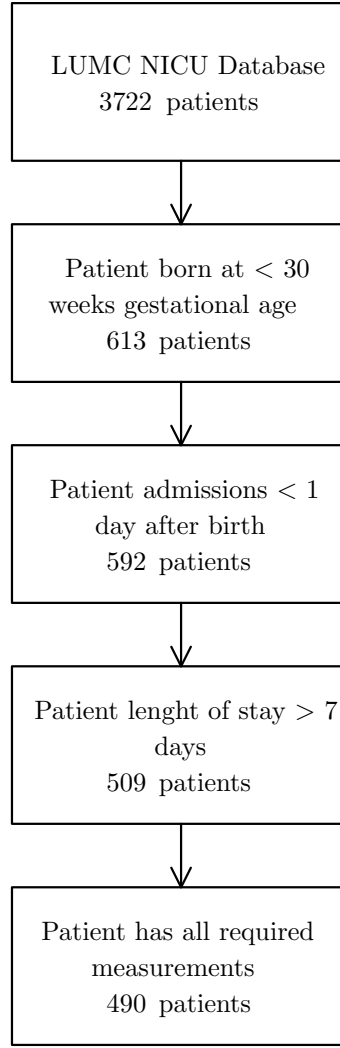 LUMC NICU Database
3722 patients
Patient born at < 30
weeks gestational age
613 patients
Patient admissions < 1
day after birth
592 patients
Patient lenght of stay > 7
days
509 patients
Patient has all required
measurements
490 patients